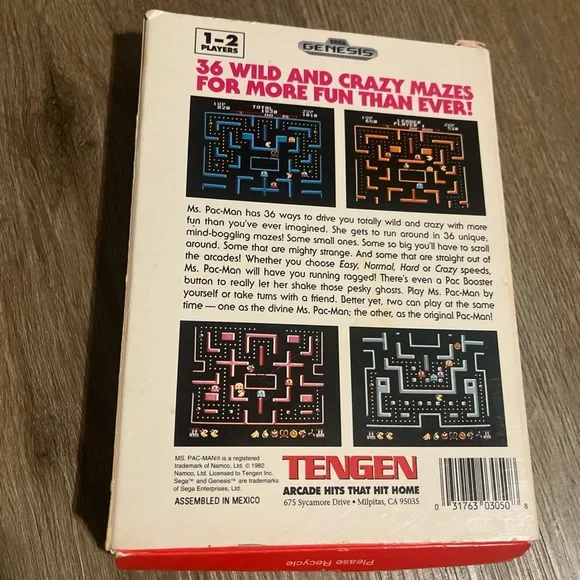 1-2
PLAYERS
SEGA
GENESIS
36 WILD AND CRAZY MAZES
FOR MORE FUN THAN EVER!
1UP TOTAL 2UP
1UP LEADER 2UP
PLAYER
Ms. Pac-Man has 36 ways to drive you totally wild and crazy with more
fun than you've ever imagined. She gets to run around in 36 unique,
mind-boggling mazes! Some small ones. Some so big you'll have to scroll
around. Some that are mighty strange. And some that are straight out of
the arcades! Whether you choose Easy, Normal, Hard or Crazy speeds,
Ms. Pac-Man will have you running ragged! There's even a Pac Booster
button to really let her shake those pesky ghosts. Play Ms. Pac-Man by
yourself or take turns with a friend. Better yet, two can play at the same
time — one as the divine Ms. Pac-Man; the other, as the original Pac-Man!
MS. PAC-MAN® is a registered
trademark of Namco, Ltd. © 1982
Namco, Ltd. Licensed to Tengen Inc.
Sega™ and Genesis™ are trademarks
of Sega Enterprises, Ltd.
ASSEMBLED IN MEXICO
TENGEN
ARCADE HITS THAT HIT HOME
675 Sycamore Drive • Milpitas, CA 95035
0 31763 03050 8
Please Recycle